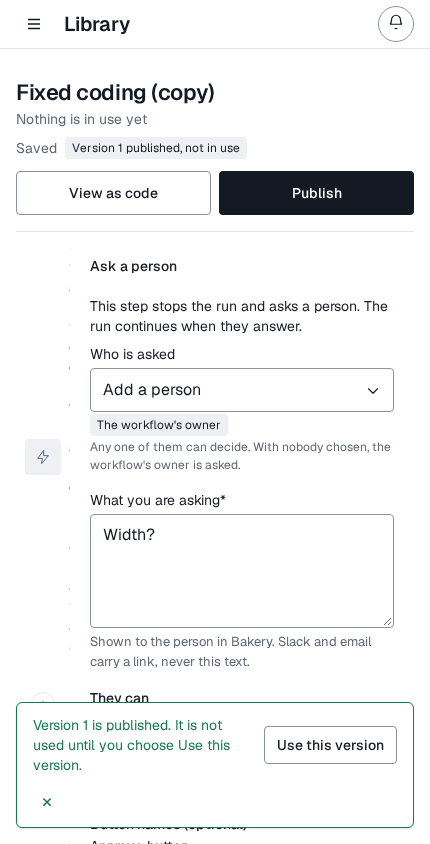 Library
Fixed coding (copy)
Nothing is in use yet
Saved Version 1 published, not in use
View as code Publish
Ask a person
This step stops the run and asks a person. The
run continues when they answer.
Who is asked
Add a person
The workflow's owner
Any one of them can decide. With nobody chosen, the
workflow's owner is asked.
What you are asking*
Width?
Shown to the person in Bakery. Slack and email
carry a link, never this text.
They can
Version 1 is published. It is not
used until you choose Use this
version.
Use this version
Button names (optional)
Approve button